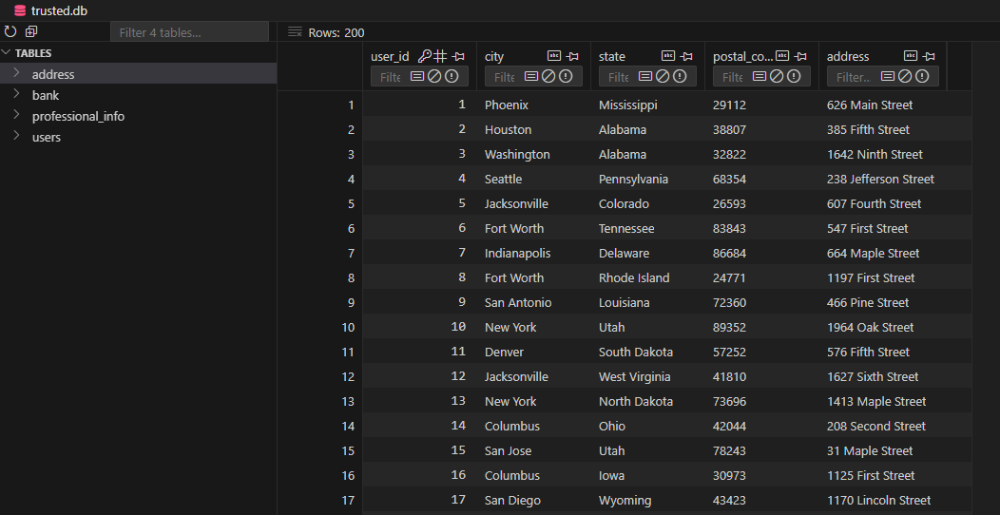 trusted.db
Filter 4 tables...
Rows: 200
TABLES
address
bank
professional_info
users
user_id city state postal_co... address
Filte Filte Filter... Filte Filter...
1 1 Phoenix Mississippi 29112 626 Main Street
2 2 Houston Alabama 38807 385 Fifth Street
3 3 Washington Alabama 32822 1642 Ninth Street
4 4 Seattle Pennsylvania 68354 238 Jefferson Street
5 5 Jacksonville Colorado 26593 607 Fourth Street
6 6 Fort Worth Tennessee 83843 547 First Street
7 7 Indianapolis Delaware 86684 664 Maple Street
8 8 Fort Worth Rhode Island 24771 1197 First Street
9 9 San Antonio Louisiana 72360 466 Pine Street
10 10 New York Utah 89352 1964 Oak Street
11 11 Denver South Dakota 57252 576 Fifth Street
12 12 Jacksonville West Virginia 41810 1627 Sixth Street
13 13 New York North Dakota 73696 1413 Maple Street
14 14 Columbus Ohio 42044 208 Second Street
15 15 San Jose Utah 78243 31 Maple Street
16 16 Columbus Iowa 30973 1125 First Street
17 17 San Diego Wyoming 43423 1170 Lincoln Street